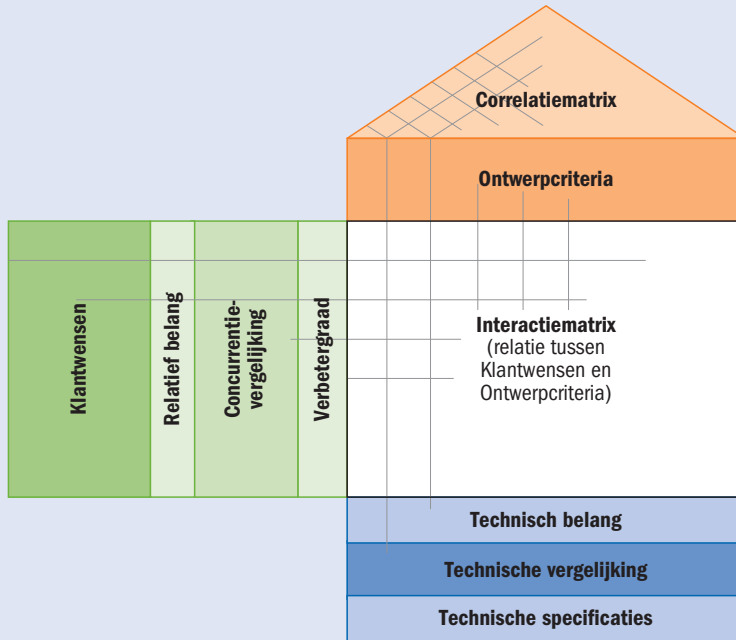 Correlatiematrix
Ontwerpcriteria
Klantwensen
Relatief belang
Concurrentie-
vergelijking
Verbetergraad
Interactiematrix
(relatie tussen
Klantwensen en
Ontwerpcriteria)
Technisch belang
Technische vergelijking
Technische specificaties